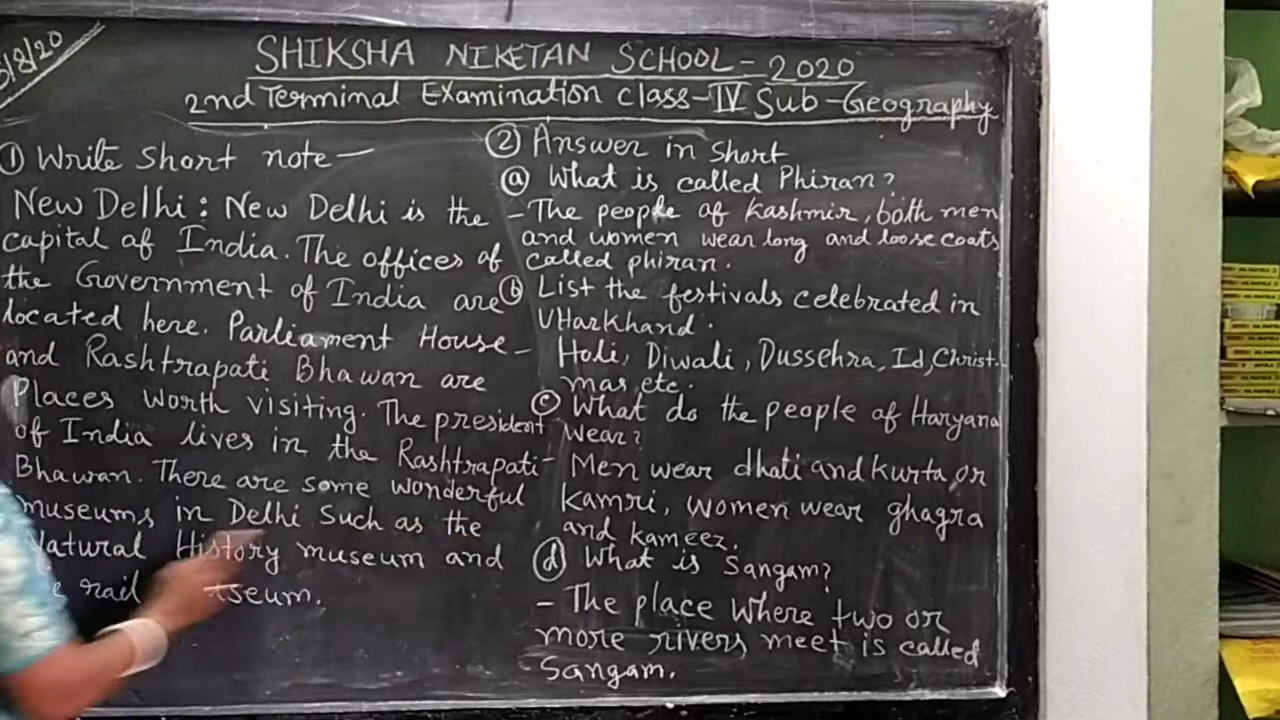 /8/20
SHIKSHA NIKETAN SCHOOL - 2020
2nd Terminal Examination class-IV Sub-Geography
① Write short note—
New Delhi: New Delhi is the
capital of India. The offices of
the Government of India are
located here. Parliament House
and Rashtrapati Bhawan are
Places worth visiting. The president
of India lives in the Rashtrapati
Bhawan. There are some wonderful
museums in Delhi such as the
Natural History museum and
rail
② Answer in short
ⓐ What is called Phiran?
- The people of Kashmir, both men
and women wear long and loose coats
called phiran.
ⓑ List the festivals celebrated in
Uttarkhand.
- Holi, Diwali, Dussehra, Id, Christ-
mas etc.
ⓒ What do the people of Haryana
wear?
- Men wear dhoti and kurta or
kamri, women wear ghagra
and kameez.
ⓓ What is Sangam?
- The place where two or
more rivers meet is called
Sangam.